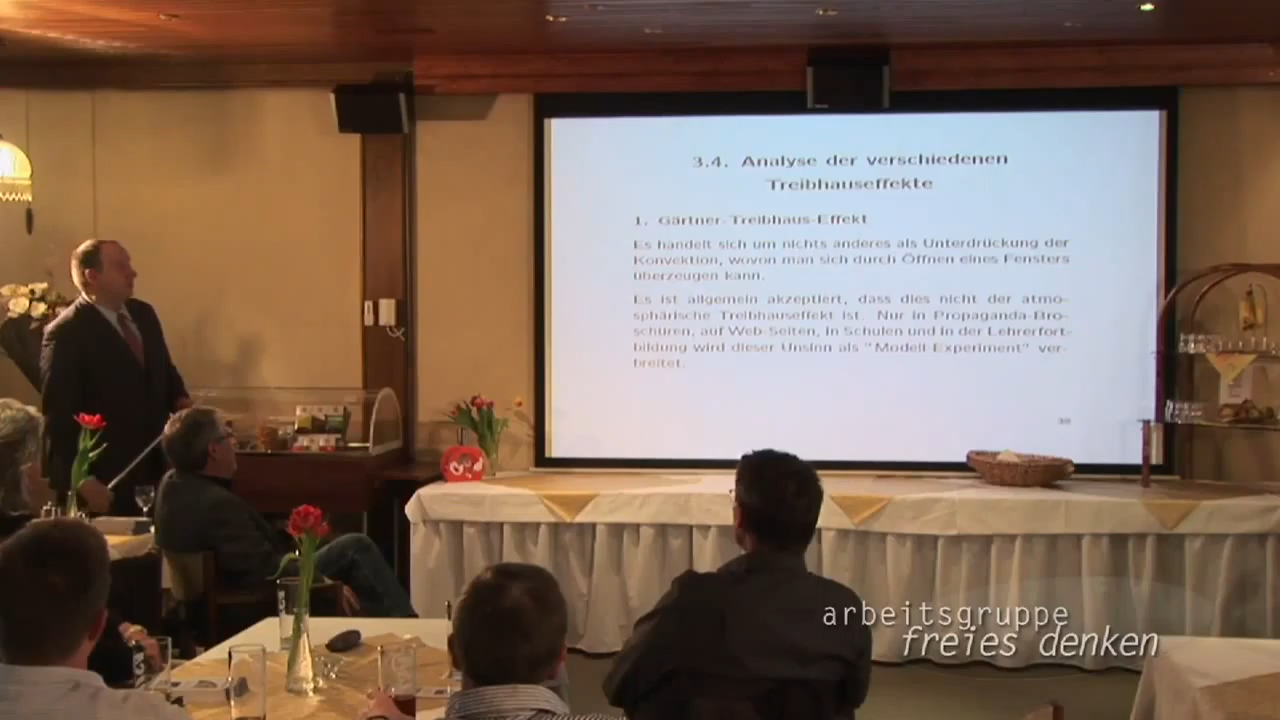 3.4. Analyse der verschiedenen
Treibhauseffekte
1. Gärtner-Treibhaus-Effekt
Es handelt sich um nichts anderes als Unterdrückung der
Konvektion, wovon man sich durch Öffnen eines Fensters
überzeugen kann.
Es ist allgemein akzeptiert, dass dies nicht der atmo-
sphärische Treibhauseffekt ist. Nur in Propaganda-Bro-
schüren, auf Web-Seiten, in Schulen und in der Lehrerfort-
bildung wird dieser Unsinn als "Modell-Experiment" ver-
breitet.
arbeitsgruppe
freies denken